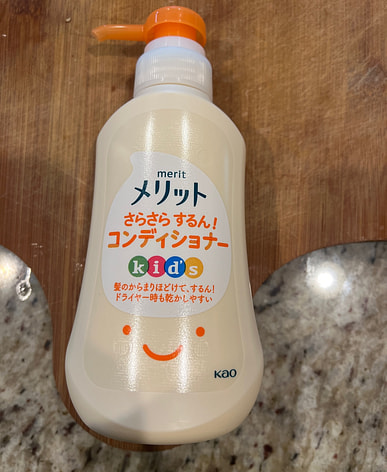 merit
メリット
さらさら するん!
コンディショナー
kid's
髪のからまりほどけて、するん!
ドライヤー時も乾かしやすい
Kao